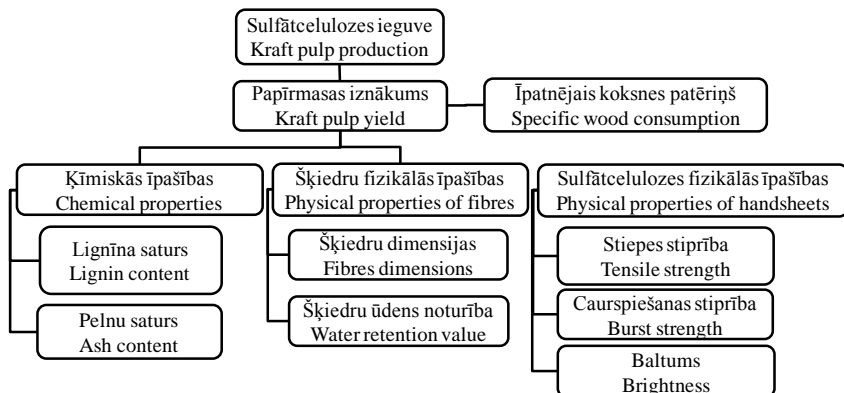 Sulfātcelulozes ieguve
Kraft pulp production
Papīrmasas iznākums
Kraft pulp yield
Īpatnējais koksnes patēriņš
Specific wood consumption
Ķīmiskās īpašības
Chemical properties
Šķiedru fizikālās īpašības
Physical properties of fibres
Sulfātcelulozes fizikālās īpašības
Physical properties of handsheets
Lignīna saturs
Lignin content
Šķiedru dimensijas
Fibres dimensions
Stiepes stiprība
Tensile strength
Pelnu saturs
Ash content
Šķiedru ūdens noturība
Water retention value
Caurspiešanas stiprība
Burst strength
Baltums
Brightness